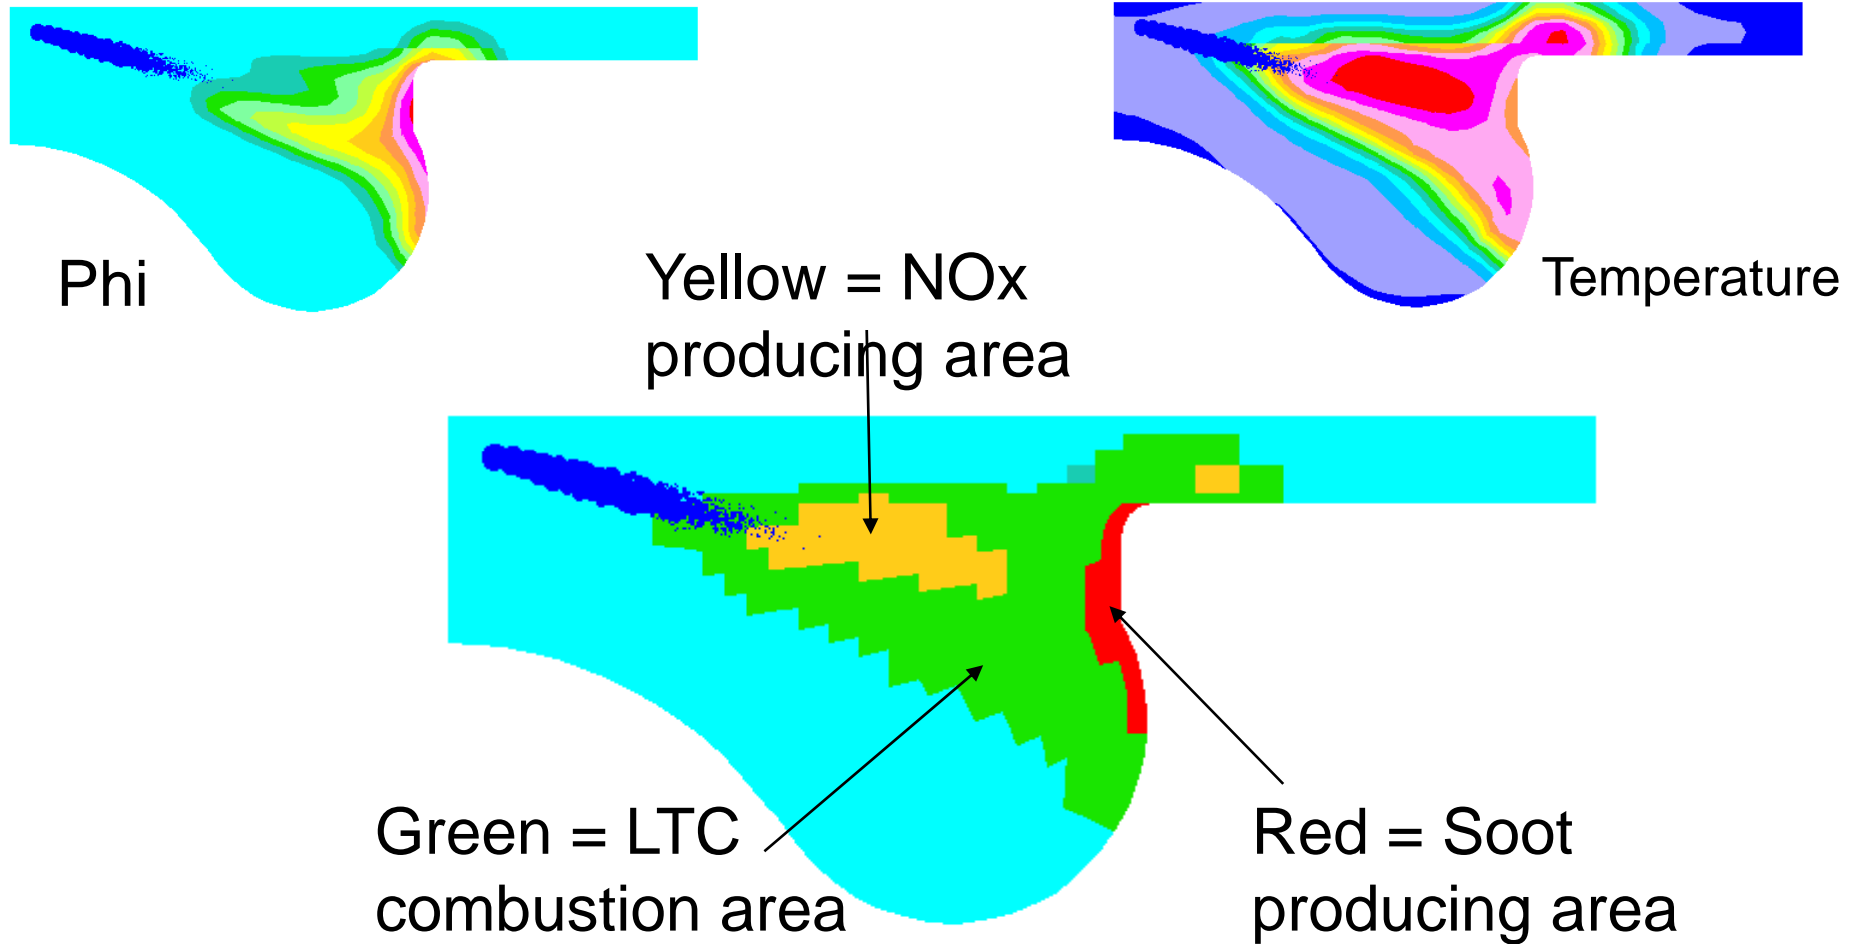 Phi
Temperature
Yellow = NOx
producing area
Green = LTC
combustion area
Red = Soot
producing area